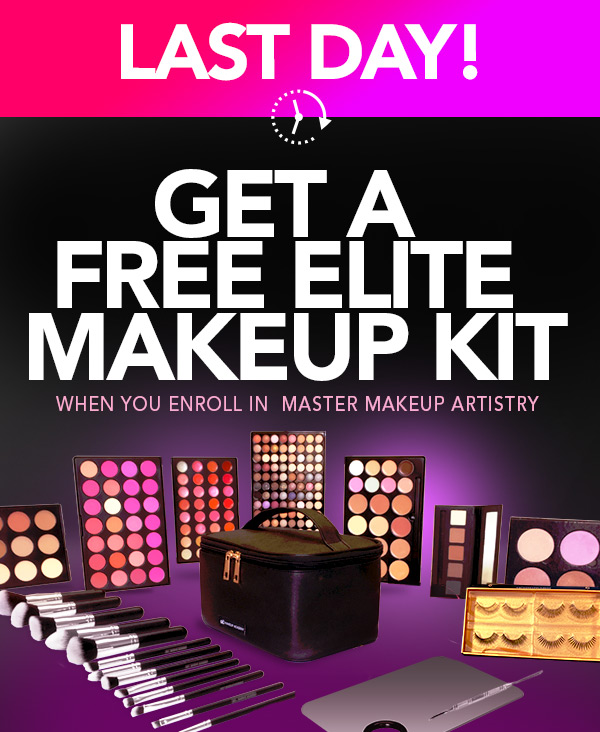 LAST DAY!
GET A
FREE ELITE
MAKEUP KIT
WHEN YOU ENROLL IN MASTER MAKEUP ARTISTRY